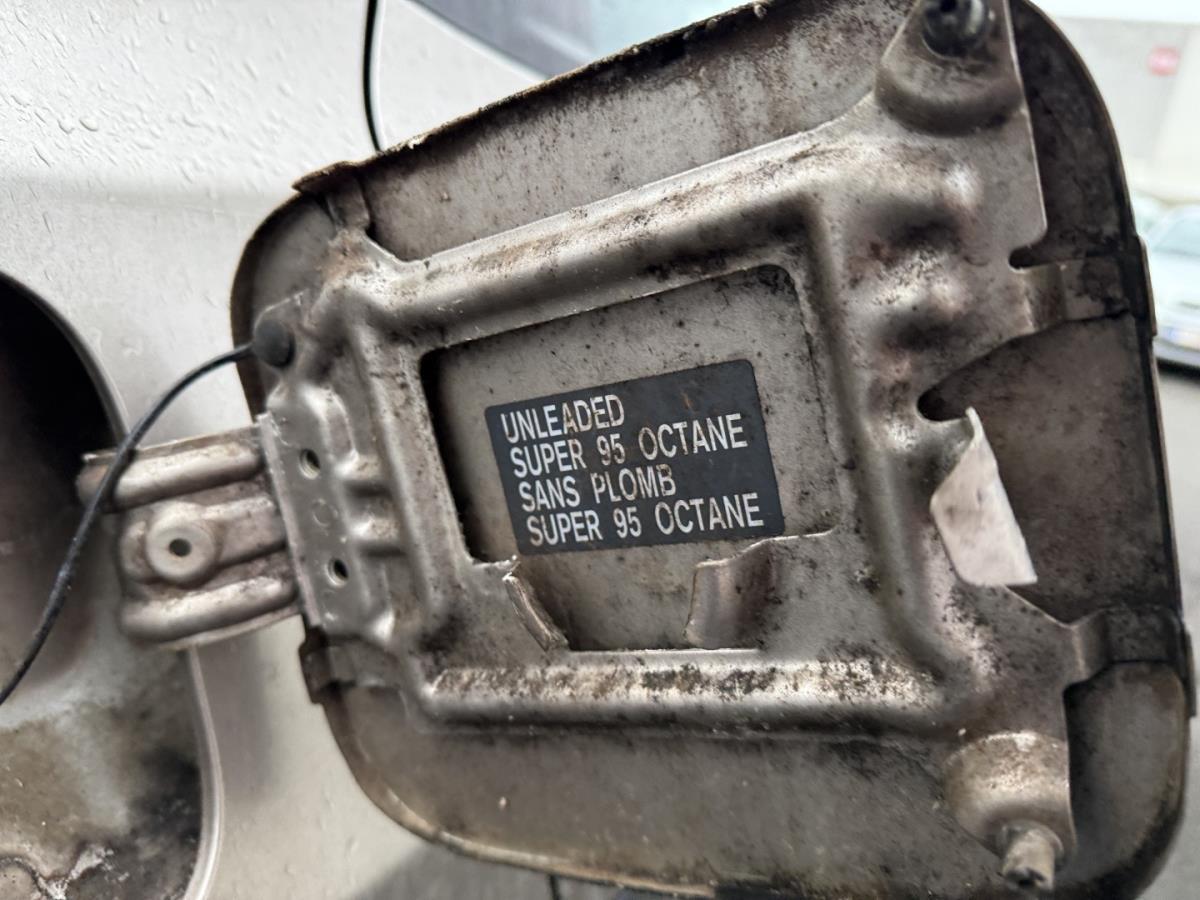 UNLEADED
SUPER 95 OCTANE
SANS PLOMB
SUPER 95 OCTANE